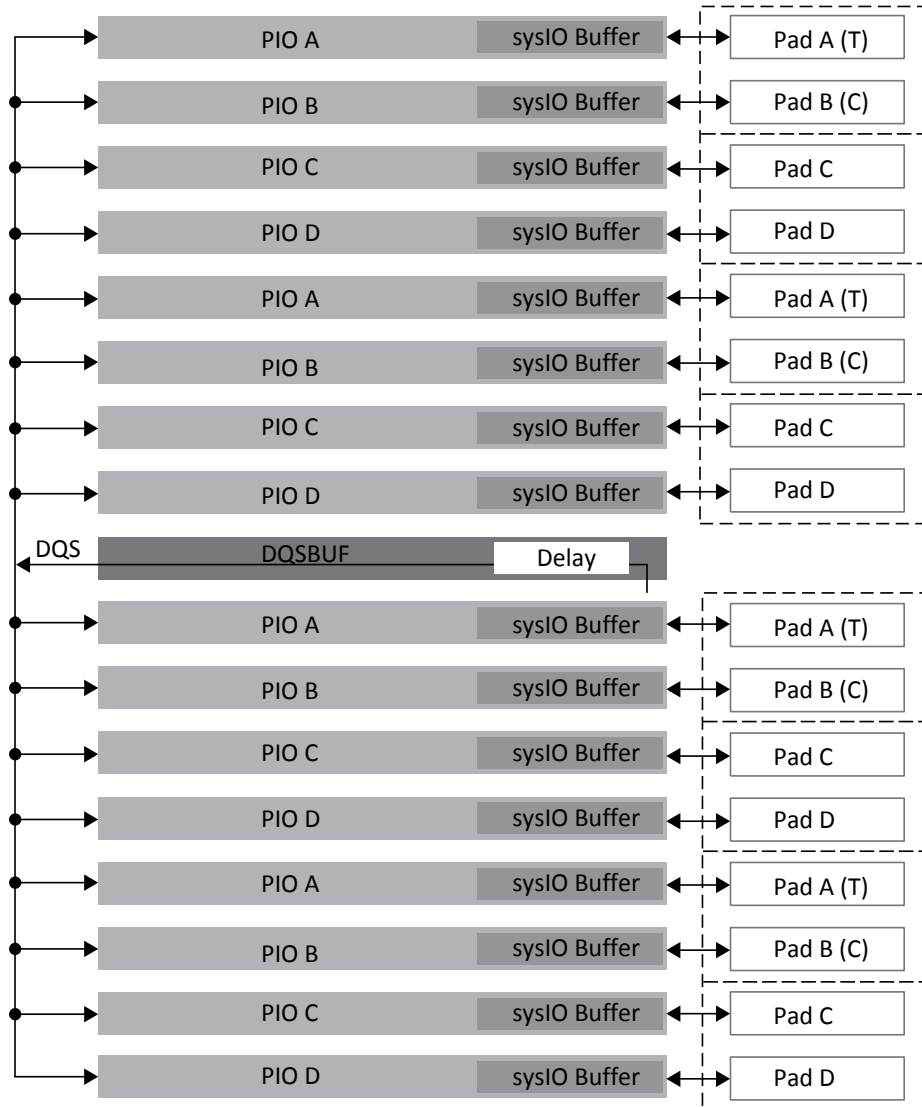 PIO A sysIO Buffer Pad A (T)
PIO B sysIO Buffer Pad B (C)
PIO C sysIO Buffer Pad C
PIO D sysIO Buffer Pad D
PIO A sysIO Buffer Pad A (T)
PIO B sysIO Buffer Pad B (C)
PIO C sysIO Buffer Pad C
PIO D sysIO Buffer Pad D
DQS DQSBUF Delay
PIO A sysIO Buffer Pad A (T)
PIO B sysIO Buffer Pad B (C)
PIO C sysIO Buffer Pad C
PIO D sysIO Buffer Pad D
PIO A sysIO Buffer Pad A (T)
PIO B sysIO Buffer Pad B (C)
PIO C sysIO Buffer Pad C
PIO D sysIO Buffer Pad D